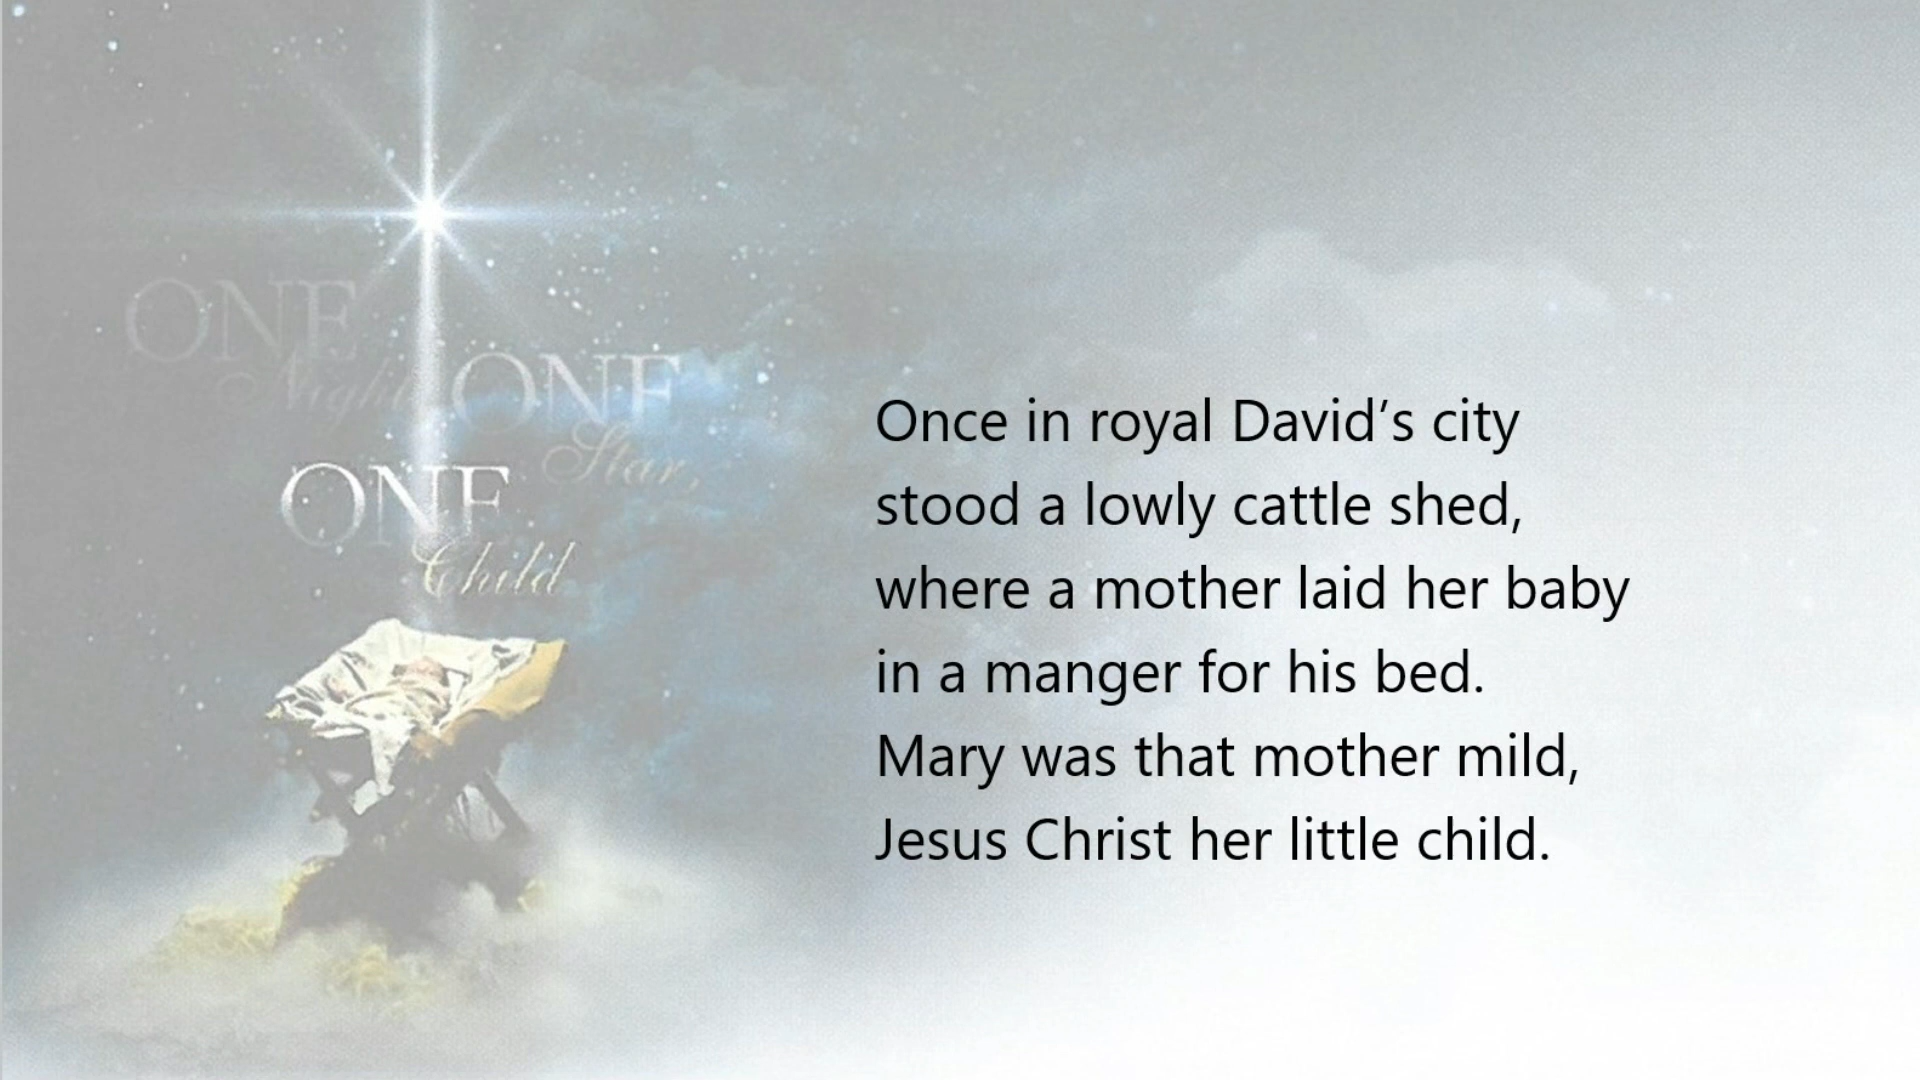 ONE
Night
ONE
Star,
ONE
Child
Once in royal David’s city
stood a lowly cattle shed,
where a mother laid her baby
in a manger for his bed.
Mary was that mother mild,
Jesus Christ her little child.